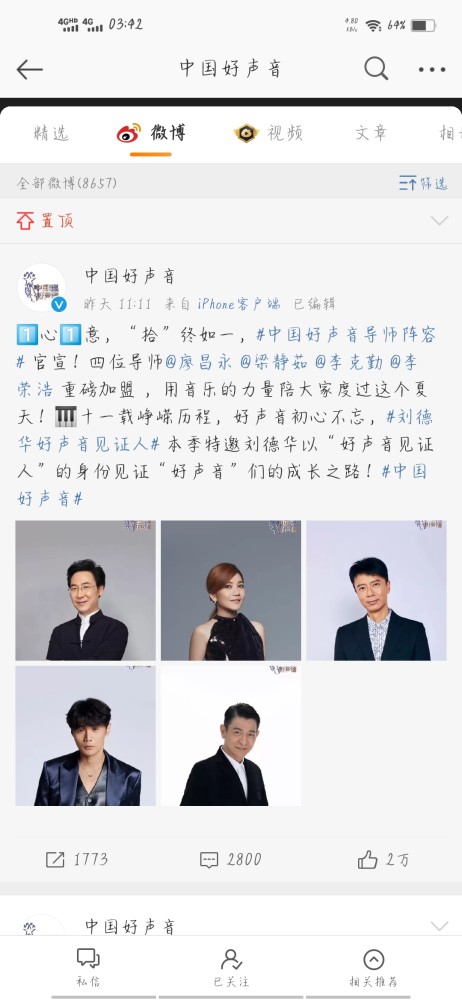 4GHD 4G 03:42 4.80 KB/s 64%
中国好声音
精选 微博 视频 文章 相
全部微博(8657) 筛选
置顶
中国好声音
昨天 11:11 来自 iPhone客户端 已编辑
1心1意，“拾”终如一，#中国好声音导师阵容
# 官宣！四位导师@廖昌永 @梁静茹 @李克勤 @李
荣浩 重磅加盟 ，用音乐的力量陪大家度过这个夏
天！🎹十一载峥嵘历程，好声音初心不忘，#刘德
华好声音见证人# 本季特邀刘德华以“好声音见证
人”的身份见证“好声音”们的成长之路！#中国
好声音#
1773 2800 2万
中国好声音
私信 已关注 相关推荐